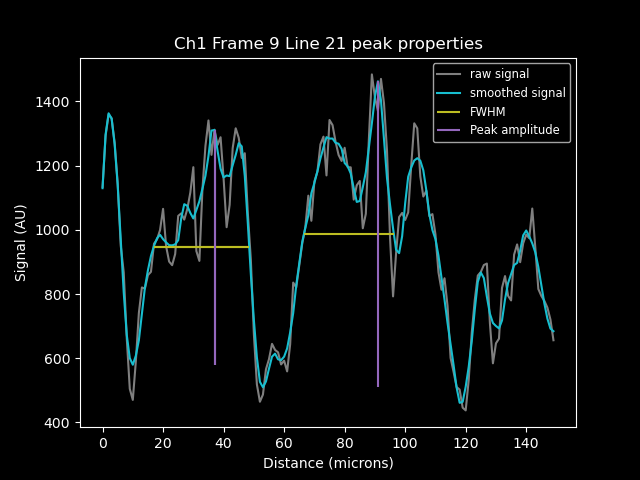 Ch1 Frame 9 Line 21 peak properties
raw signal
smoothed signal
FWHM
Peak amplitude
Signal (AU)
1400
1200
1000
800
600
400
0 20 40 60 80 100 120 140
Distance (microns)